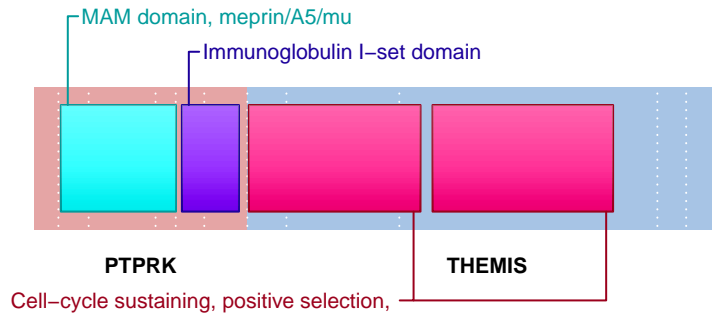 MAM domain, meprin/A5/mu
Immunoglobulin I−set domain
PTPRK THEMIS
Cell−cycle sustaining, positive selection,